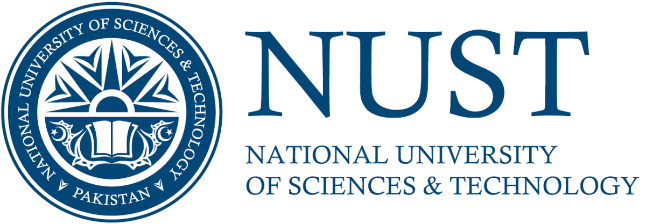 NATIONAL UNIVERSITY OF SCIENCES & TECHNOLOGY
PAKISTAN
NUST
NATIONAL UNIVERSITY
OF SCIENCES & TECHNOLOGY